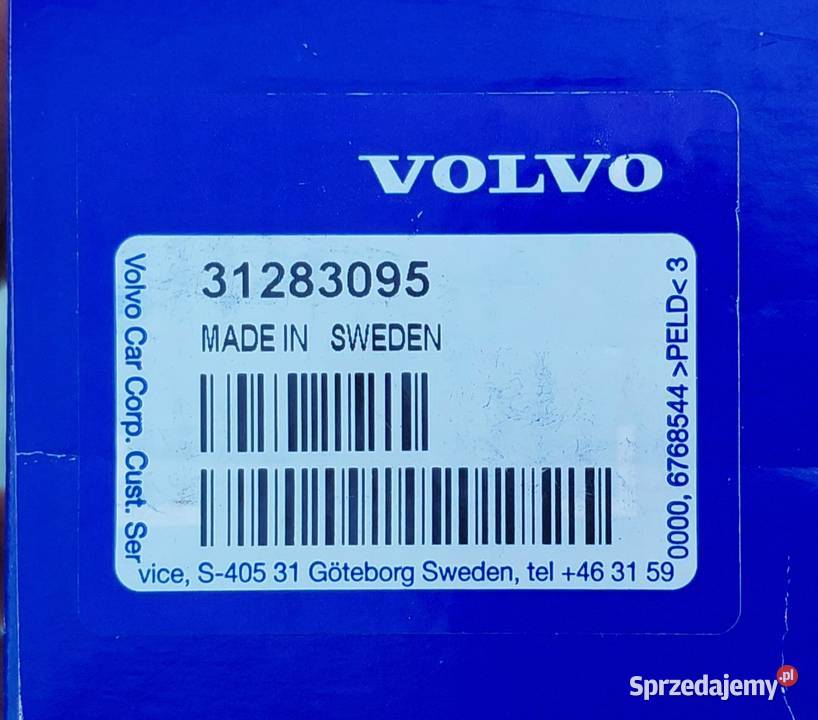 VOLVO
31283095
MADE IN SWEDEN
Volvo Car Corp. Cust. Ser
vice, S-405 31 Göteborg Sweden, tel +46 31 59
0000, 6768544 >PELD< 3
Sprzedajemy.pl